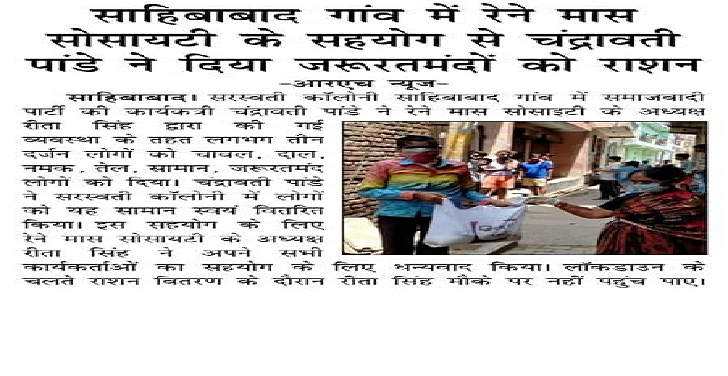 साहिबाबाद गांव में रेने मास
सोसायटी के सहयोग से चंद्रावती
पांडे ने दिया जरूरतमंदों को राशन
-आरएच न्यूज-
साहिबाबाद। सरस्वती कॉलोनी साहिबाबाद गांव में समाजवादी
पार्टी की कार्यकत्री चंद्रावती पांडे ने रेने मास सोसाइटी के अध्यक्ष
रीता सिंह द्वारा की गई
व्यवस्था के तहत लगभग तीन
दर्जन लोगों को चावल, दाल,
नमक, तेल, सामान, जरूरतमंद
लोगों को दिया। चंद्रावती पांडे
ने सरस्वती कॉलोनी में लोगों
को यह सामान स्वयं वितरित
किया। इस सहयोग के लिए
रेने मास सोसायटी के अध्यक्ष
रीता सिंह ने अपने सभी
कार्यकर्ताओं का सहयोग के लिए धन्यवाद किया। लॉकडाउन के
चलते राशन वितरण के दौरान रीता सिंह मौके पर नहीं पहुच पाए।